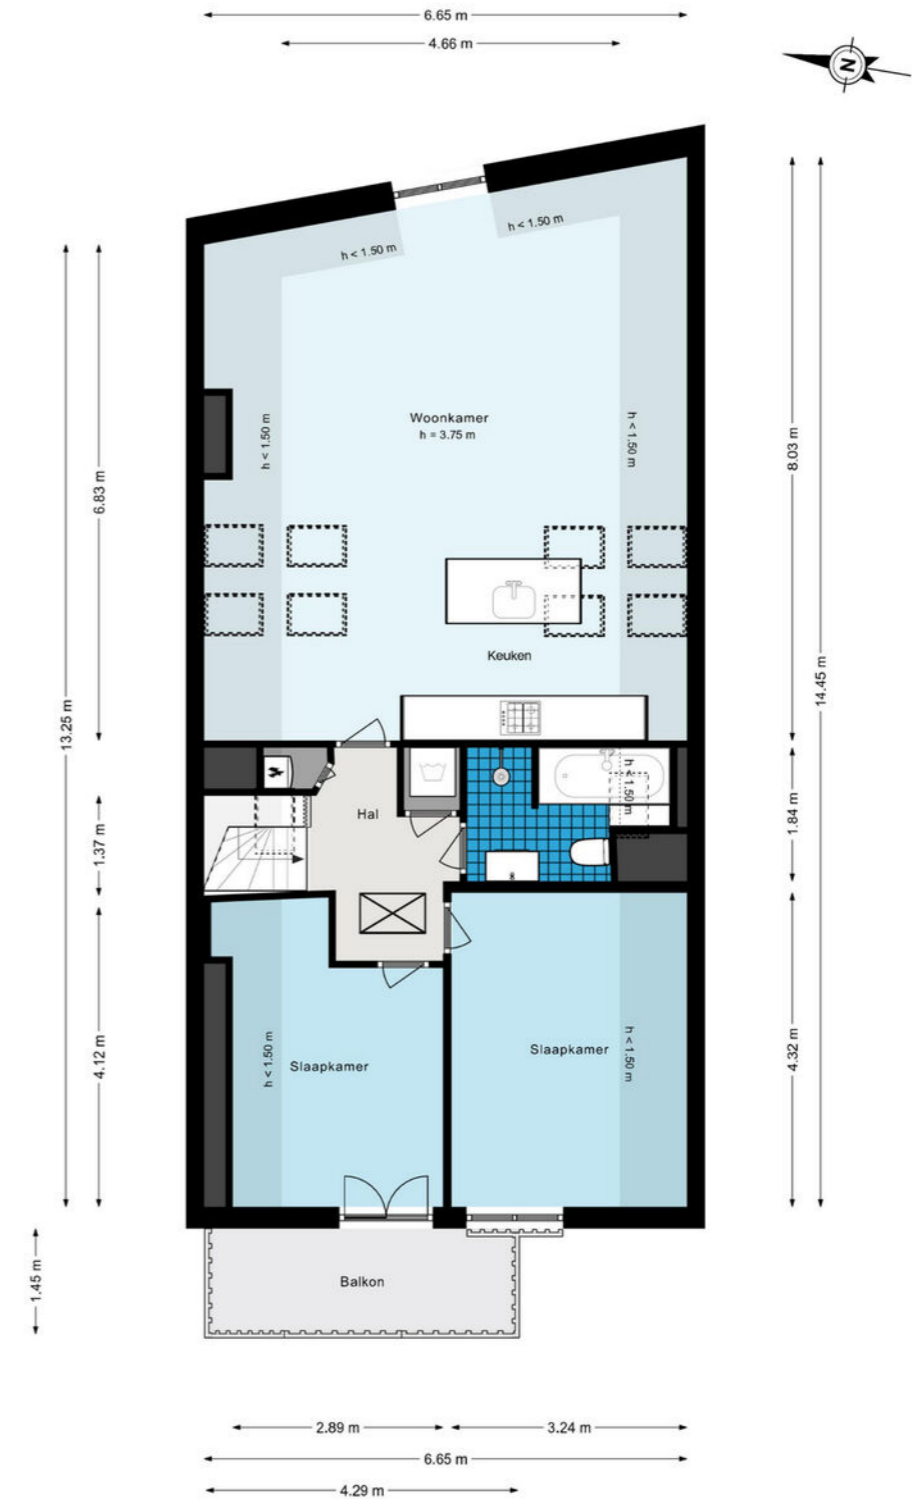 6.65 m
4.66 m
N
h < 1.50 m
h < 1.50 m
Woonkamer
h = 3.75 m
h < 1.50 m
h < 1.50 m
6.83 m
8.03 m
Keuken
13.25 m
14.45 m
Hal
h < 1.50 m
1.37 m
1.84 m
4.12 m
4.32 m
h < 1.50 m
Slaapkamer
Slaapkamer
h < 1.50 m
1.45 m
Balkon
2.89 m
3.24 m
6.65 m
4.29 m